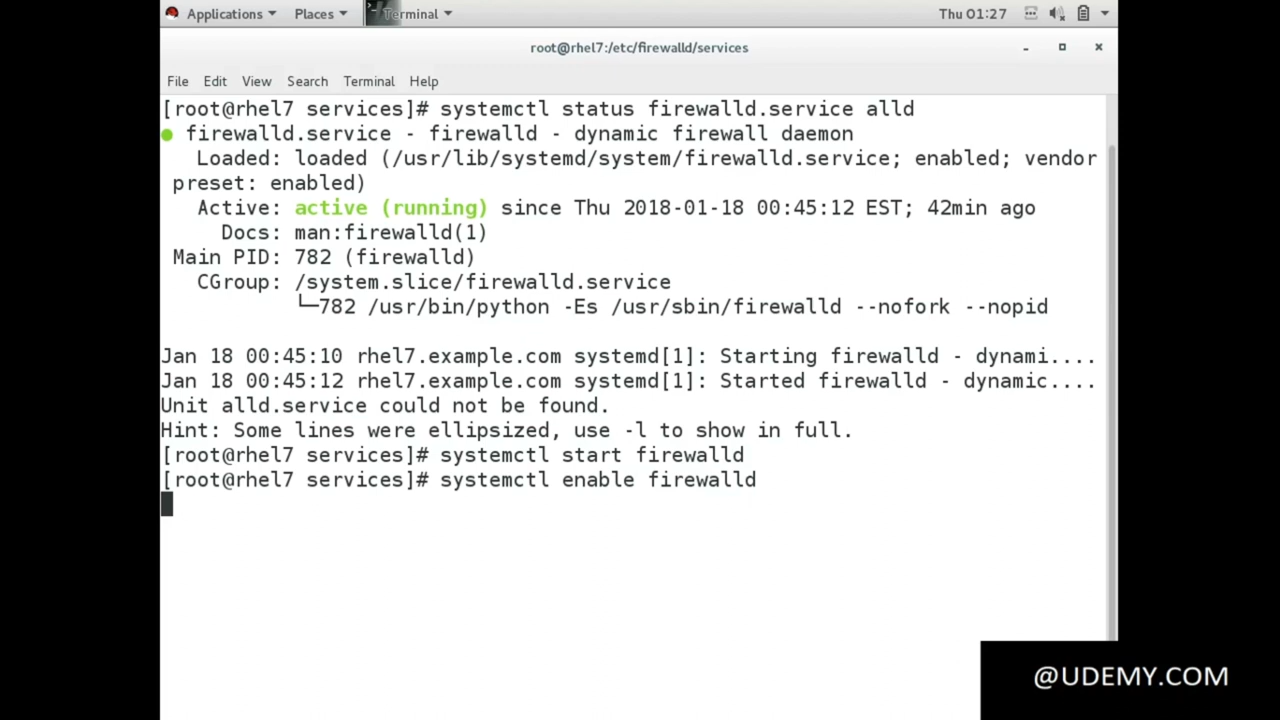 Applications Places Terminal Thu 01:27
root@rhel7:/etc/firewalld/services
File Edit View Search Terminal Help
[root@rhel7 services]# systemctl status firewalld.service alld
● firewalld.service - firewalld - dynamic firewall daemon
   Loaded: loaded (/usr/lib/systemd/system/firewalld.service; enabled; vendor
 preset: enabled)
   Active: active (running) since Thu 2018-01-18 00:45:12 EST; 42min ago
     Docs: man:firewalld(1)
 Main PID: 782 (firewalld)
   CGroup: /system.slice/firewalld.service
           └─782 /usr/bin/python -Es /usr/sbin/firewalld --nofork --nopid
Jan 18 00:45:10 rhel7.example.com systemd[1]: Starting firewalld - dynami....
Jan 18 00:45:12 rhel7.example.com systemd[1]: Started firewalld - dynamic....
Unit alld.service could not be found.
Hint: Some lines were ellipsized, use -l to show in full.
[root@rhel7 services]# systemctl start firewalld
[root@rhel7 services]# systemctl enable firewalld
@UDEMY.COM